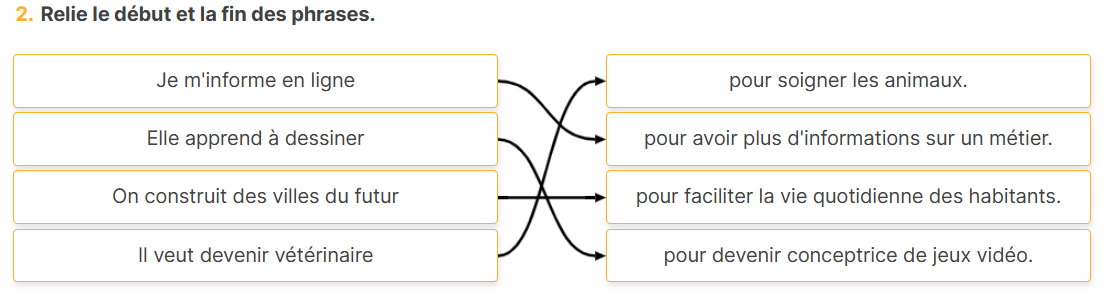 2. Relie le début et la fin des phrases.
Je m'informe en ligne
pour soigner les animaux.
Elle apprend à dessiner
pour avoir plus d'informations sur un métier.
On construit des villes du futur
pour faciliter la vie quotidienne des habitants.
Il veut devenir vétérinaire
pour devenir conceptrice de jeux vidéo.